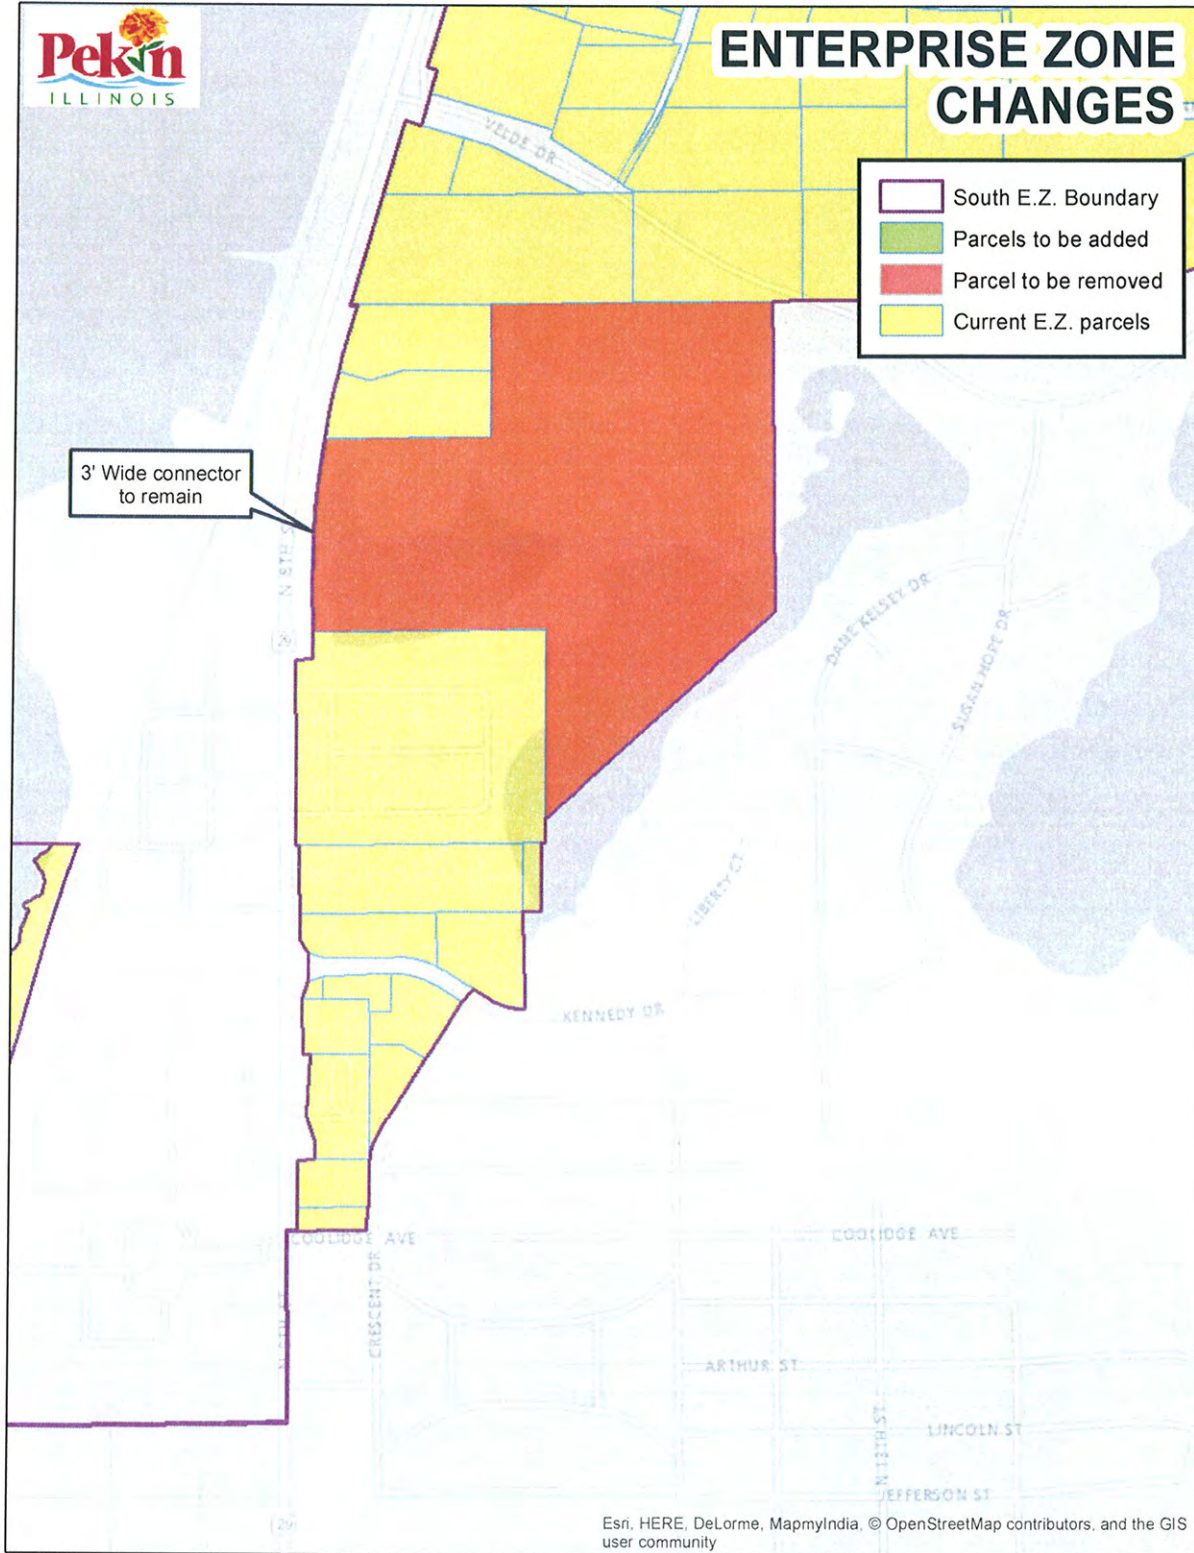 Pekin
ILLINOIS
ENTERPRISE ZONE
CHANGES
South E.Z. Boundary
Parcels to be added
Parcel to be removed
Current E.Z. parcels
VELDE DR
3' Wide connector
to remain
N 8TH S
29
DANE KELSEY DR
SUSAN HOPE DR
LIBERTY CT
KENNEDY DR
COOLIDGE AVE
COOLIDGE AVE
CRESCENT DR
ARTHUR ST
N 13TH ST
LINCOLN ST
JEFFERSON ST
29
Esri, HERE, DeLorme, MapmyIndia, © OpenStreetMap contributors, and the GIS
user community